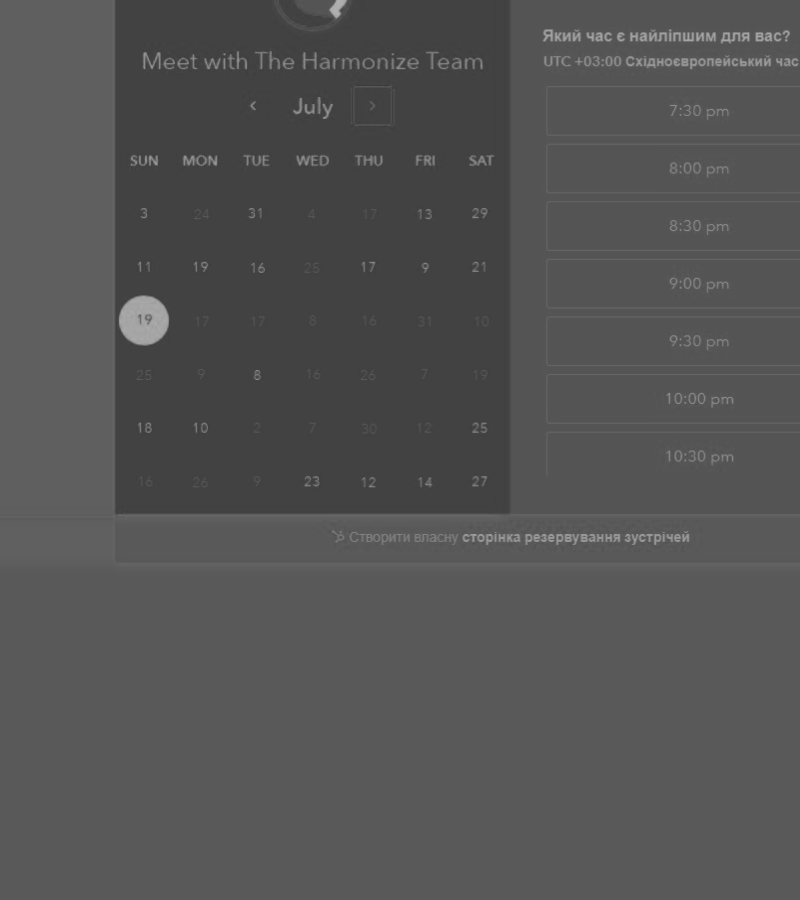 Meet with The Harmonize Team
July
SUN MON TUE WED THU FRI SAT
3 24 31 4 17 13 29
11 19 16 25 17 9 21
19 17 17 8 16 31 10
25 9 8 16 26 7 19
18 10 2 7 30 12 25
16 26 9 23 12 14 27
Який час є найліпшим для вас?
UTC +03:00 Східноєвропейський час
7:30 pm
8:00 pm
8:30 pm
9:00 pm
9:30 pm
10:00 pm
10:30 pm
Створити власну сторінка резервування зустрічей